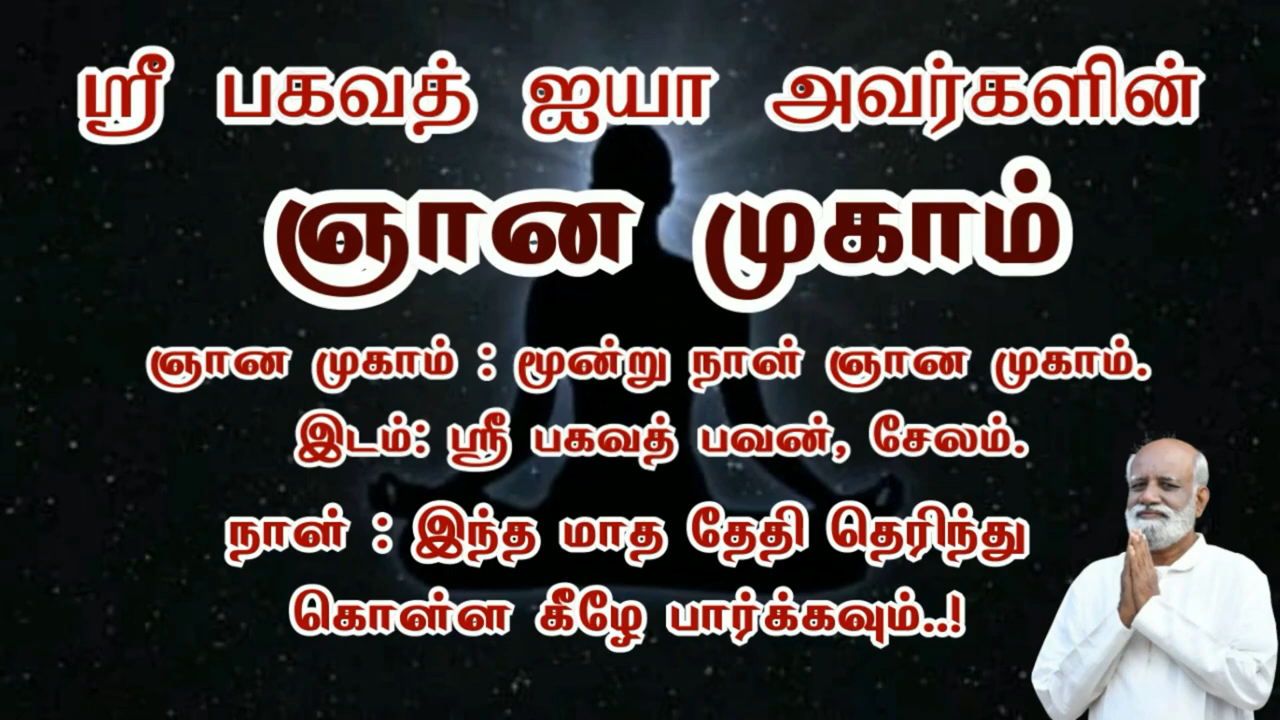 ஸ்ரீ பகவத் ஐயா அவர்களின்
ஞான முகாம்
ஞான முகாம் : மூன்று நாள் ஞான முகாம்.
இடம்: ஸ்ரீ பகவத் பவன், சேலம்.
நாள் : இந்த மாத தேதி தெரிந்து
கொள்ள கீழே பார்க்கவும்..!